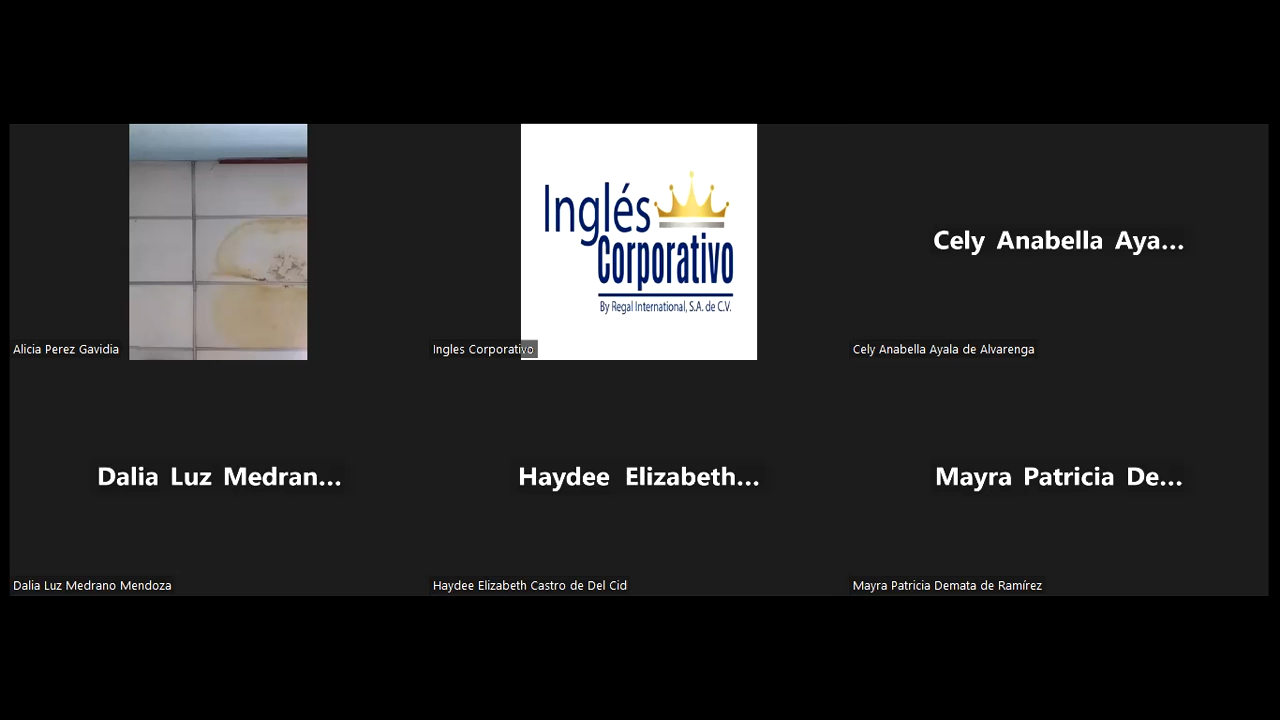 Inglés
Corporativo
By Regal International, S.A. de C.V.
Cely Anabella Aya...
Alicia Perez Gavidia
Ingles Corporativo
Cely Anabella Ayala de Alvarenga
Dalia Luz Medran...
Haydee Elizabeth...
Mayra Patricia De...
Dalia Luz Medrano Mendoza
Haydee Elizabeth Castro de Del Cid
Mayra Patricia Demata de Ramírez